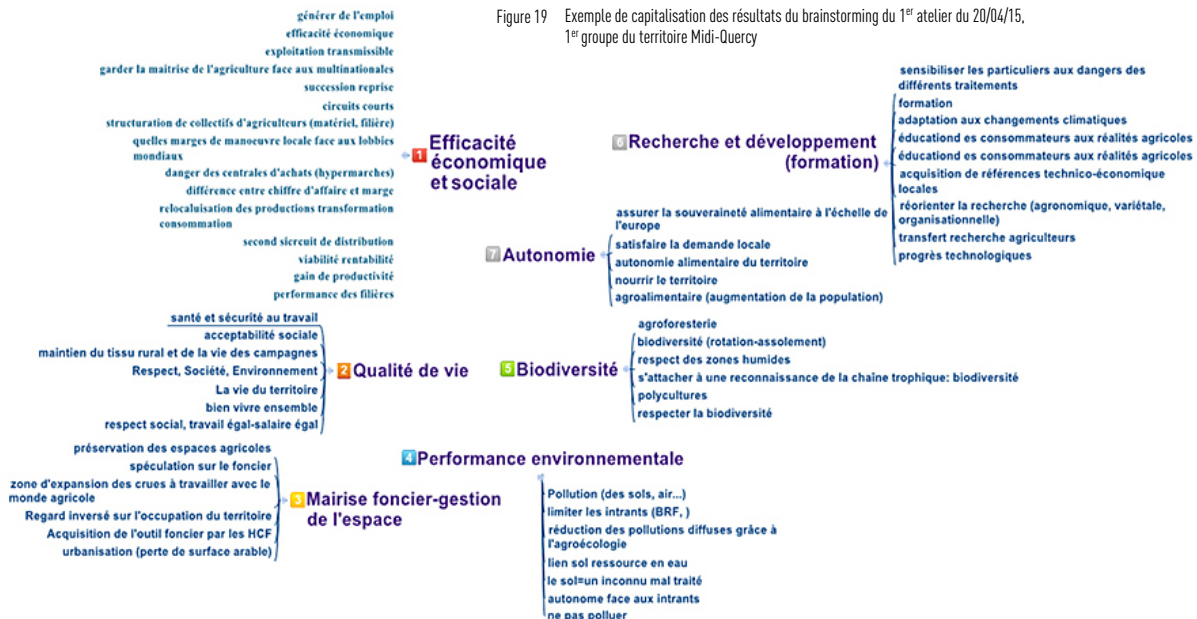 Figure 19 Exemple de capitalisation des résultats du brainstorming du 1er atelier du 20/04/15,
1er groupe du territoire Midi-Quercy
générer de l'emploi
efficacité économique
exploitation transmissible
garder la maitrise de l'agriculture face aux multinationales
succession reprise
circuits courts
structuration de collectifs d'agriculteurs (matériel, filière)
quelles marges de manoeuvre locale face aux lobbies
mondiaux
danger des centrales d'achats (hypermarches)
différence entre chiffre d'affaire et marge
relocaluisation des productions transformation
consommation
second sicrcuit de distribution
viabilité rentabilité
gain de productivité
performance des filières
1 Efficacité
économique
et sociale
santé et sécurité au travail
acceptabilité sociale
maintien du tissu rural et de la vie des campagnes
Respect, Société, Environnement
La vie du territoire
bien vivre ensemble
respect social, travail égal-salaire égal
2 Qualité de vie
préservation des espaces agricoles
spéculation sur le foncier
zone d'expansion des crues à travailler avec le
monde agricole
Regard inversé sur l'occupation du territoire
Acquisition de l'outil foncier par les HCF
urbanisation (perte de surface arable)
3 Mairise foncier-gestion
de l'espace
4 Performance environnementale
Pollution (des sols, air...)
limiter les intrants (BRF, )
réduction des pollutions diffuses grâce à
l'agroécologie
lien sol ressource en eau
le sol=un inconnu mal traité
autonome face aux intrants
ne pas polluer
5 Biodiversité
agroforesterie
biodiversité (rotation-assolement)
respect des zones humides
s'attacher à une reconnaissance de la chaîne trophique: biodiversité
polycultures
respecter la biodiversité
6 Recherche et développement
(formation)
sensibiliser les particuliers aux dangers des
différents traitements
formation
adaptation aux changements climatiques
éducationd es consommateurs aux réalités agricoles
éducationd es consommateurs aux réalités agricoles
acquisition de références technico-économique
locales
réorienter la recherche (agronomique, variétale,
organisationnelle)
transfert recherche agriculteurs
progrès technologiques
7 Autonomie
assurer la souveraineté alimentaire à l'échelle de
l'europe
satisfaire la demande locale
autonomie alimentaire du territoire
nourrir le territoire
agroalimentaire (augmentation de la population)